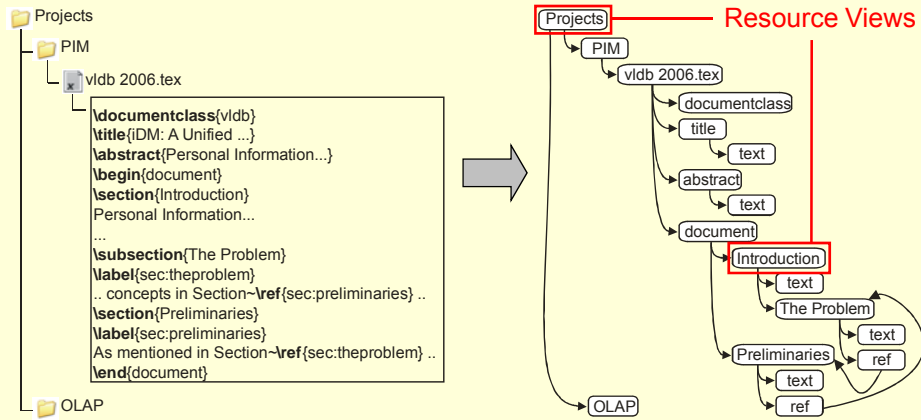 Projects
PIM
vldb 2006.tex
\documentclass{vldb}
\title{iDM: A Unified ...}
\abstract{Personal Information...}
\begin{document}
\section{Introduction}
Personal Information...
...
\subsection{The Problem}
\label{sec:theproblem}
.. concepts in Section~\ref{sec:preliminaries} ..
\section{Preliminaries}
\label{sec:preliminaries}
As mentioned in Section~\ref{sec:theproblem} ..
\end{document}
OLAP
Resource Views
Projects
PIM
vldb 2006.tex
documentclass
title
text
abstract
text
document
Introduction
text
The Problem
text
ref
Preliminaries
text
ref
OLAP